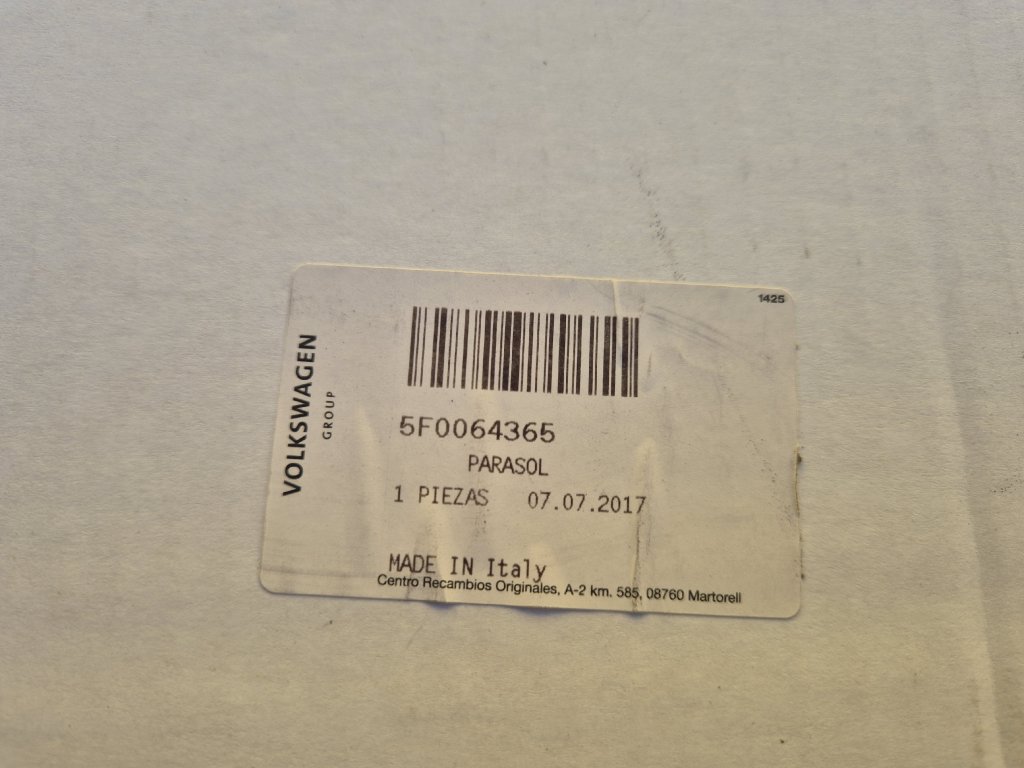 1425
VOLKSWAGEN
GROUP
5F0064365
PARASOL
1 PIEZAS 07.07.2017
MADE IN Italy
Centro Recambios Originales, A-2 km. 585, 08760 Martorell